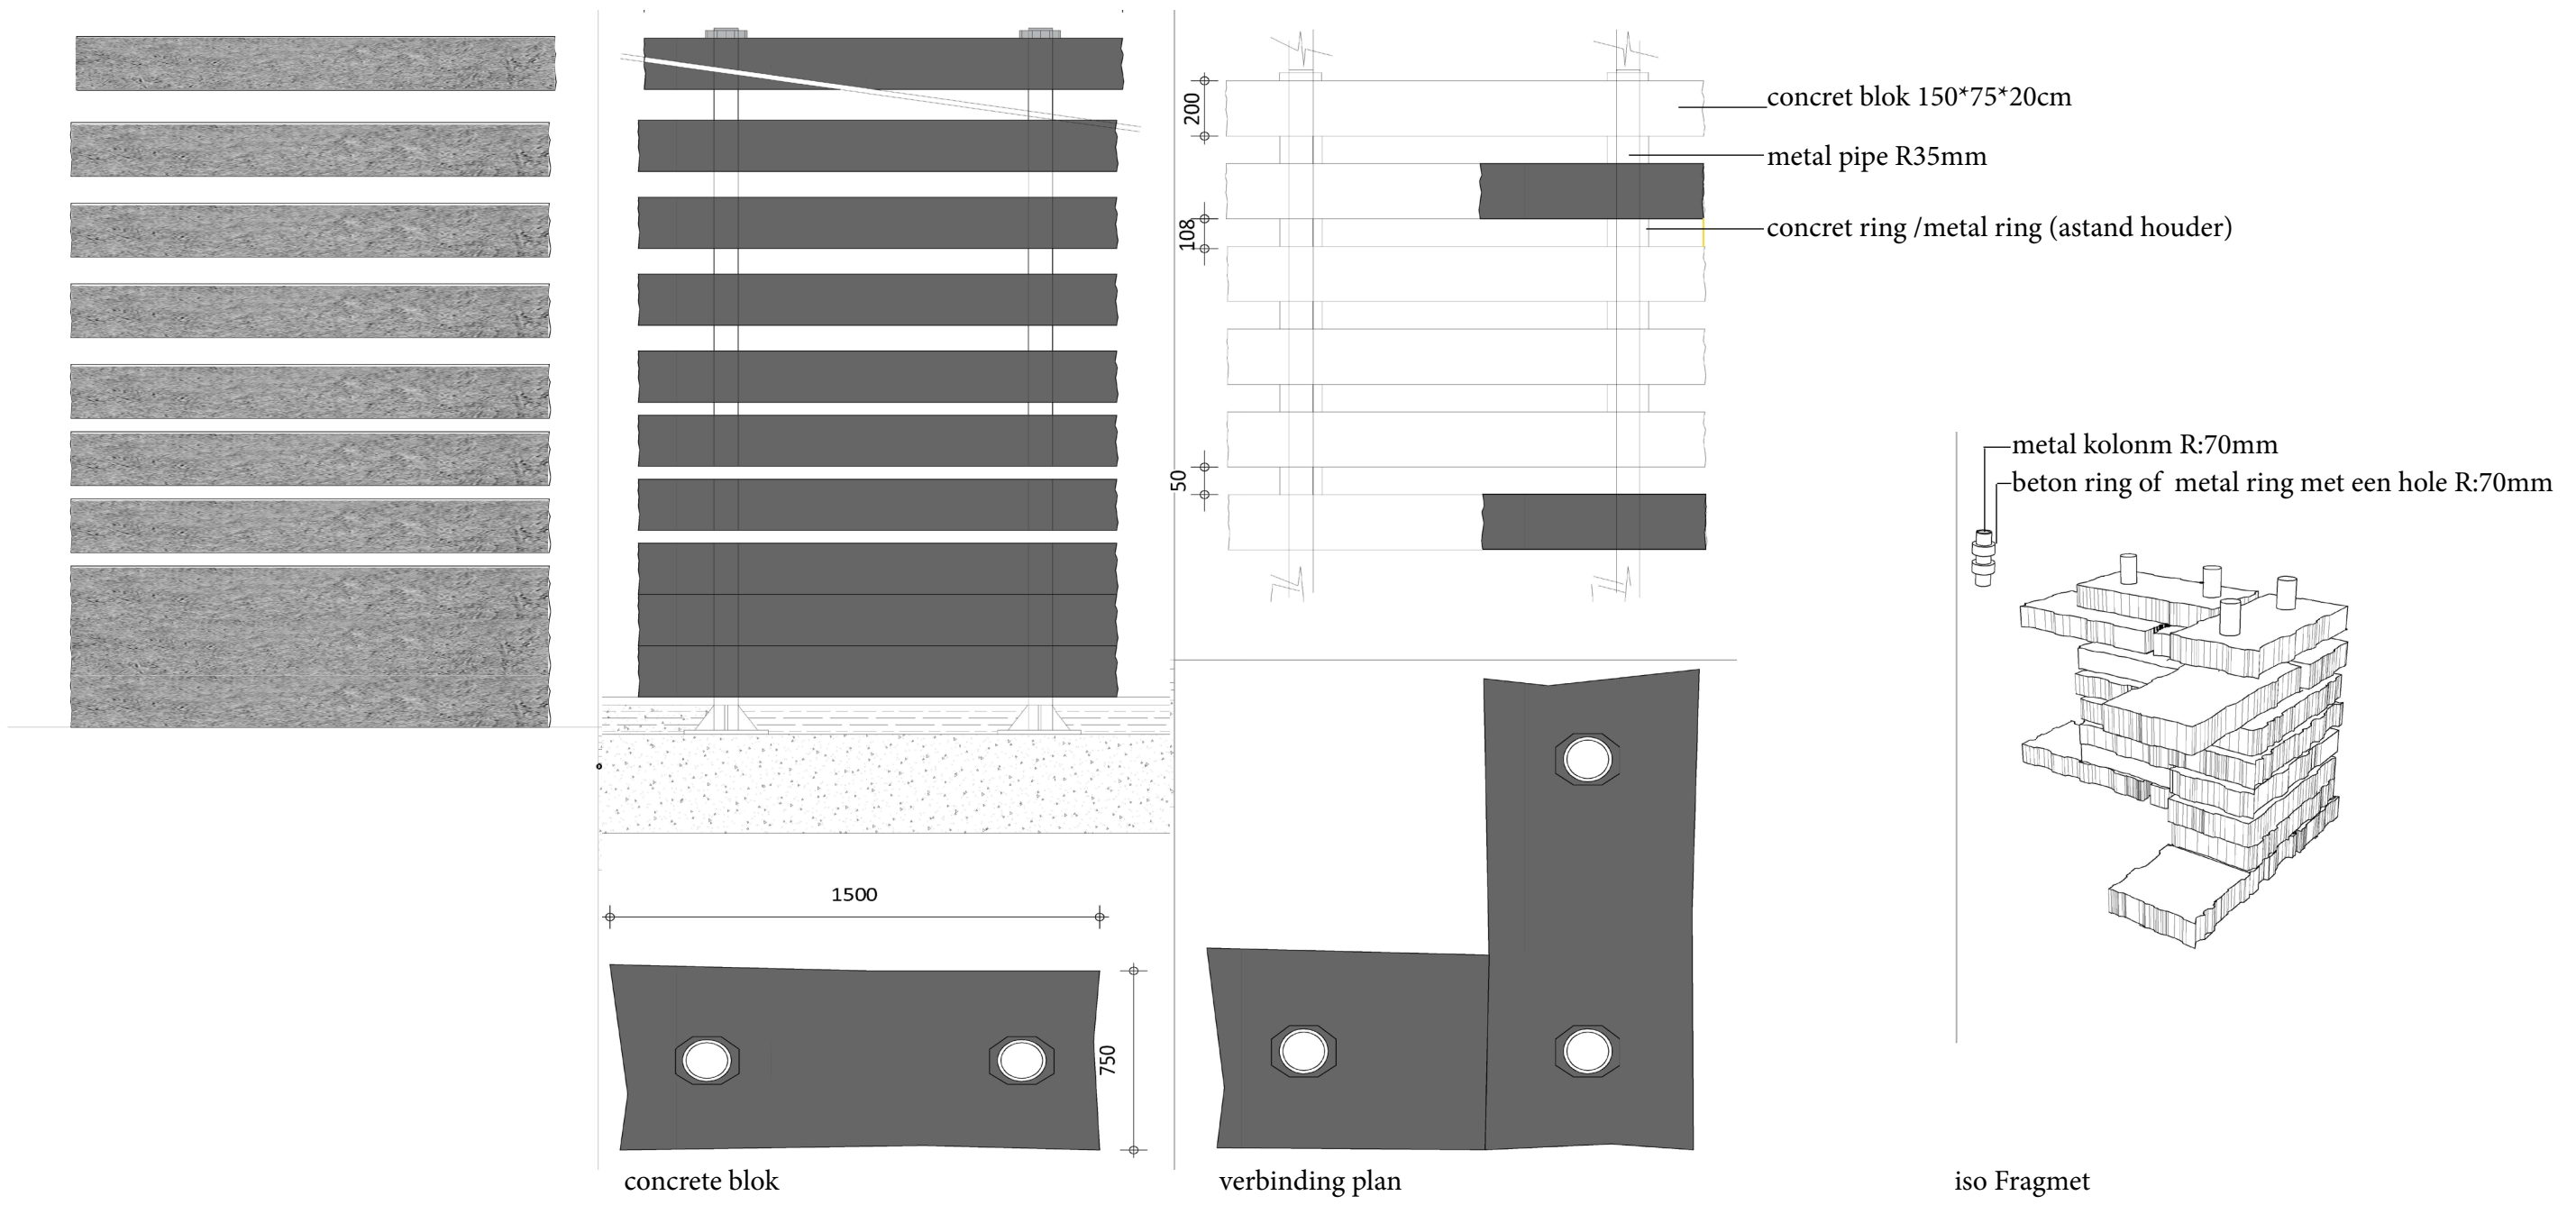 concret blok 150*75*20cm
metal pipe R35mm
concret ring /metal ring (astand houder)
200
108
50
metal kolonm R:70mm
beton ring of  metal ring met een hole R:70mm
1500
750
concrete blok
verbinding plan
iso Fragmet